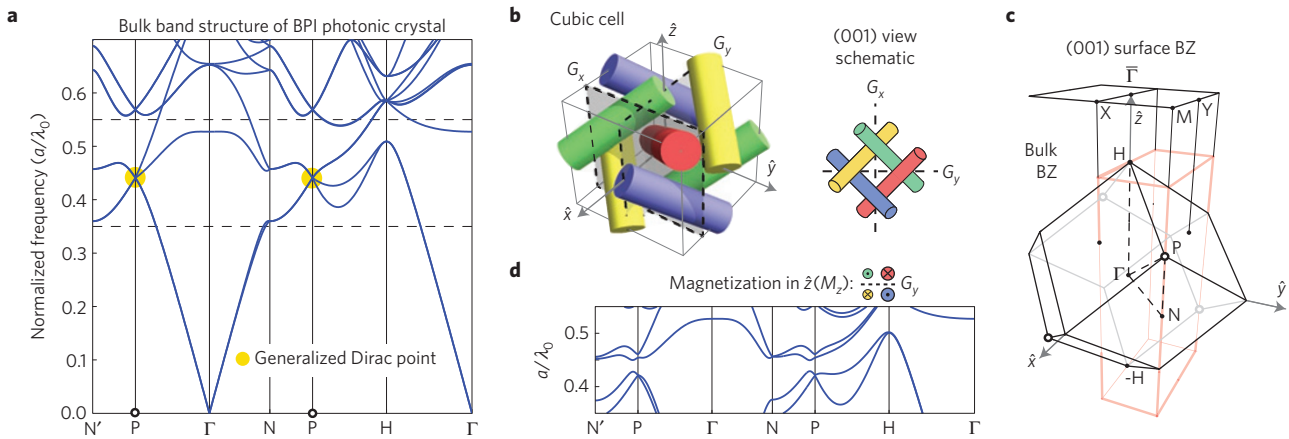 a
Bulk band structure of BPI photonic crystal
Normalized frequency (a/λ0)
0.6
0.5
0.4
0.3
0.2
0.1
0.0
Generalized Dirac point
N′ P Γ N P H Γ
b
Cubic cell
ẑ
Gy
Gx
ŷ
x̂
(001) view
schematic
Gx
Gy
c
(001) surface BZ
Γ̅
X ẑ M Y
H
Bulk
BZ
P
Γ
ŷ
N
x̂
-H
d
Magnetization in ẑ(Mz): Gy
a/λ0
0.5
0.4
N′ P Γ N P H Γ